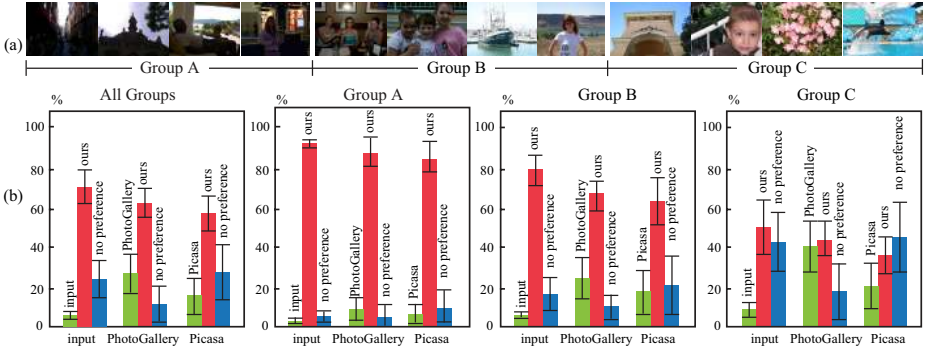 (a)
Group A Group B Group C
(b)
All Groups
%
100
80
60
40
20
0
input ours no preference
PhotoGallery ours no preference
Picasa ours no preference
input PhotoGallery Picasa
Group A
%
100
80
60
40
20
0
input ours no preference
PhotoGallery ours no preference
Picasa ours no preference
input PhotoGallery Picasa
Group B
%
100
80
60
40
20
0
input ours no preference
PhotoGallery ours no preference
Picasa ours no preference
input PhotoGallery Picasa
Group C
%
100
80
60
40
20
0
input ours no preference
PhotoGallery ours no preference
Picasa ours no preference
input PhotoGallery Picasa